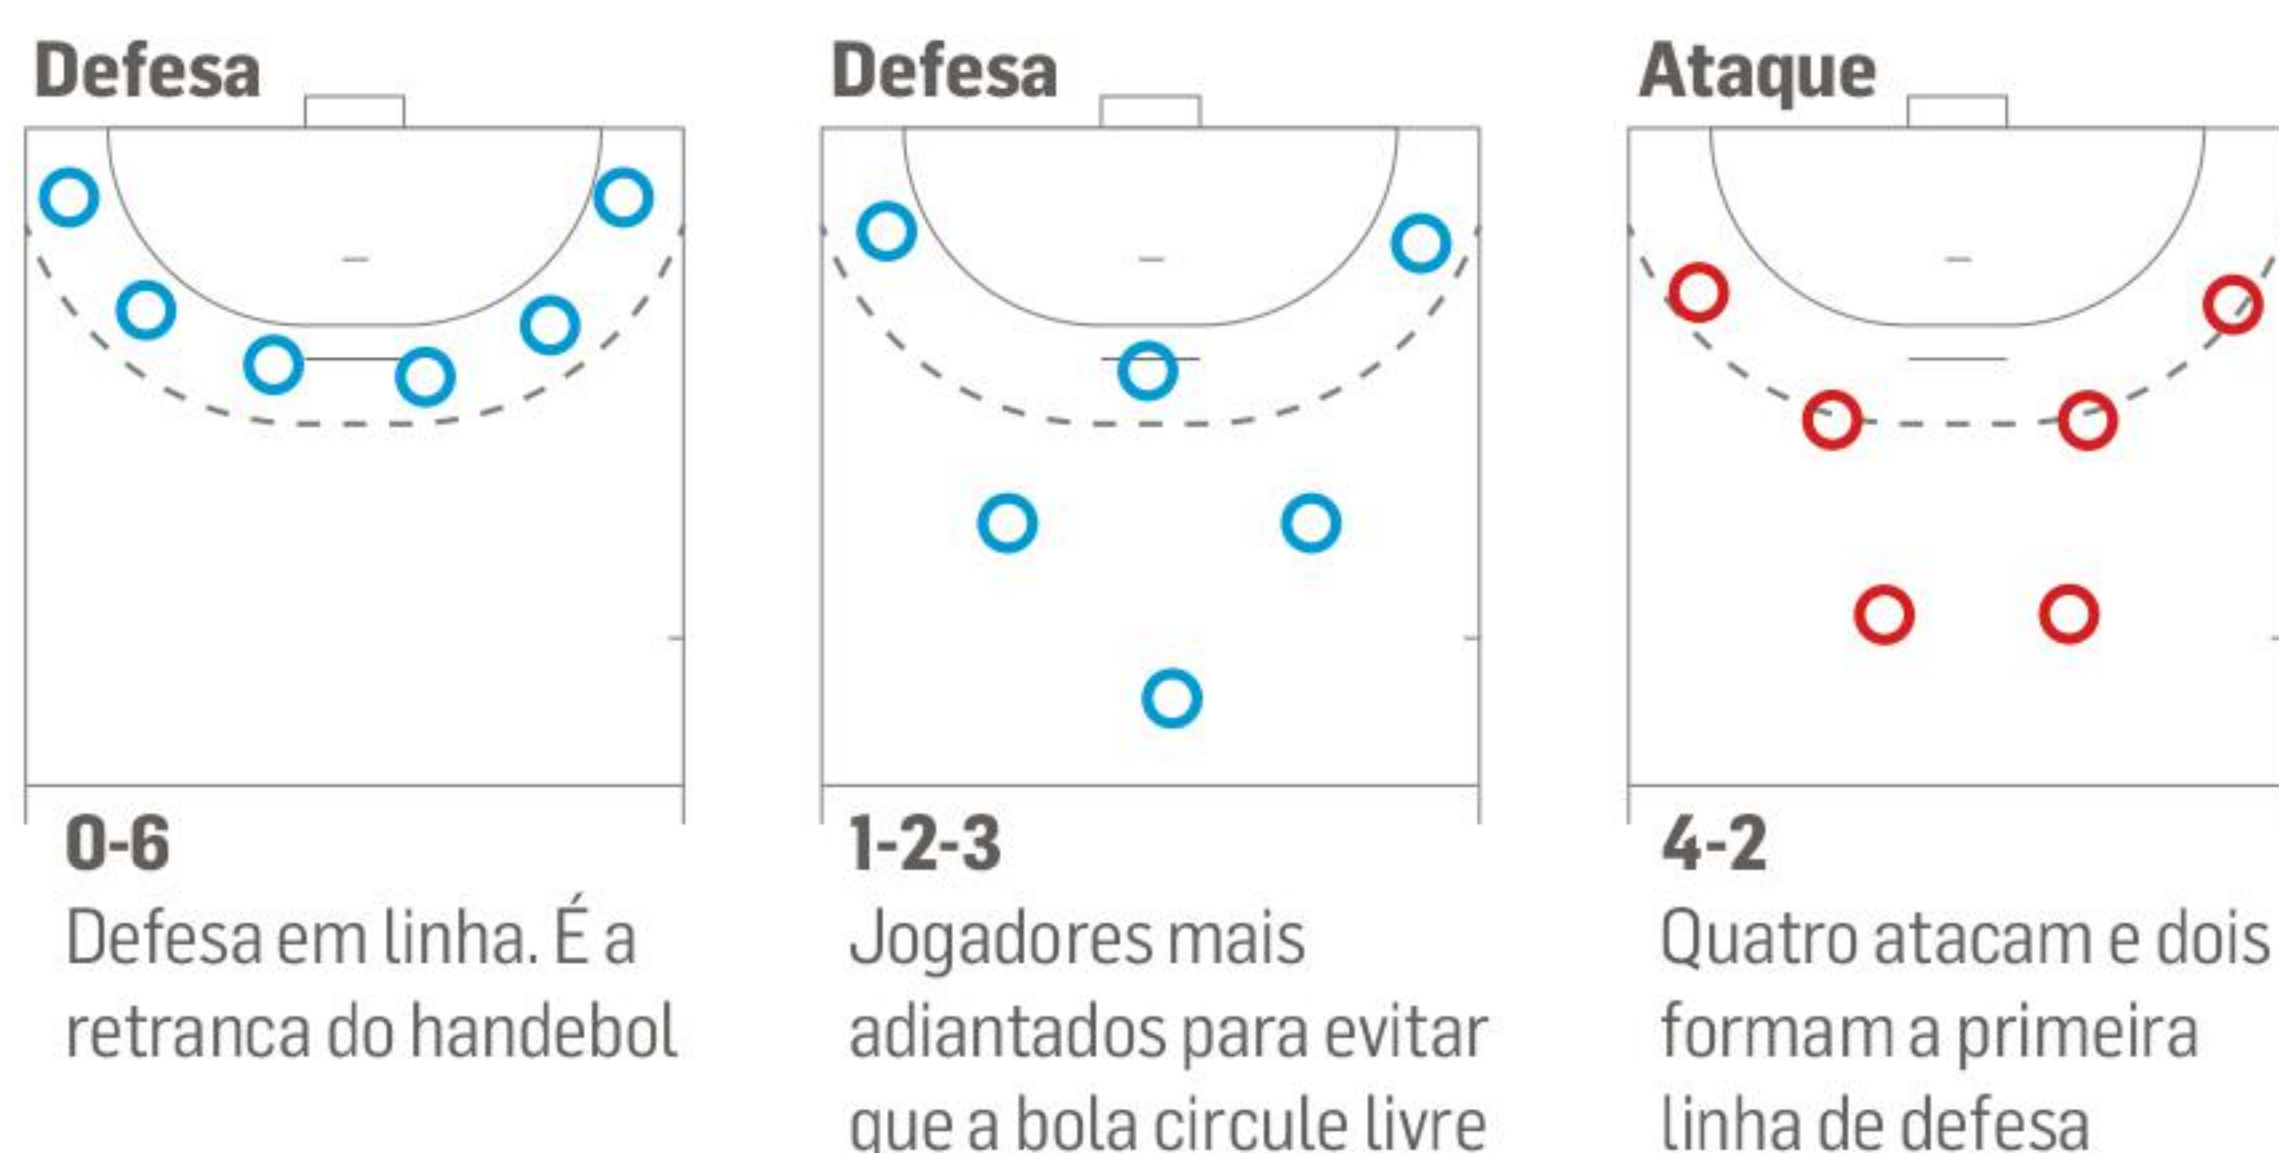 Defesa
0-6
Defesa em linha. É a
retranca do handebol
Defesa
1-2-3
Jogadores mais
adiantados para evitar
que a bola circule livre
Ataque
4-2
Quatro atacam e dois
formam a primeira
linha de defesa